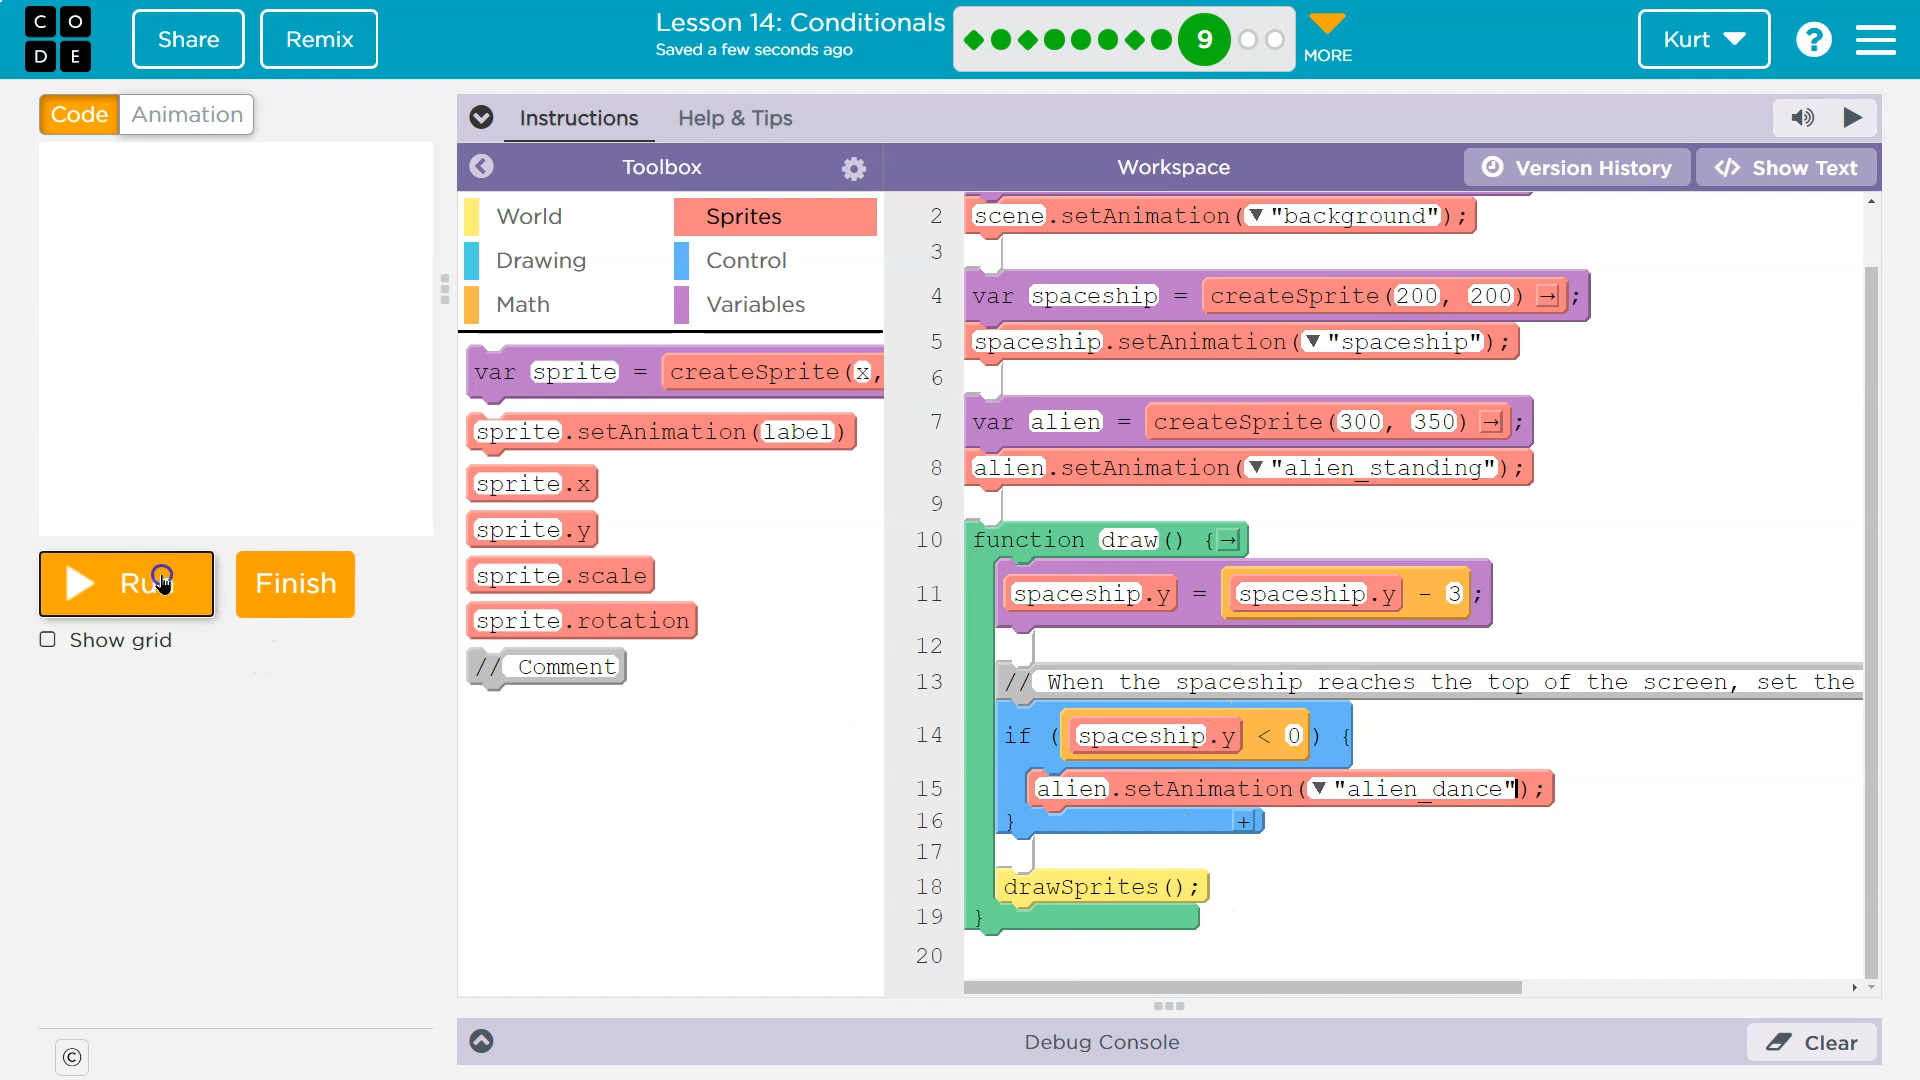 C O
D E
Share
Remix
Lesson 14: Conditionals
Saved a few seconds ago
9
MORE
Kurt
?
Code
Animation
Instructions
Help & Tips
Toolbox
Workspace
Version History
</> Show Text
World
Sprites
Drawing
Control
Math
Variables
var sprite = createSprite(x,
sprite.setAnimation(label)
sprite.x
sprite.y
sprite.scale
sprite.rotation
// Comment
2 scene.setAnimation(▼ "background");
3
4 var spaceship = createSprite(200, 200) → ;
5 spaceship.setAnimation(▼ "spaceship");
6
7 var alien = createSprite(300, 350) → ;
8 alien.setAnimation(▼ "alien_standing");
9
10 function draw() { →
11 spaceship.y = spaceship.y - 3 ;
12
13 // When the spaceship reaches the top of the screen, set the
14 if ( spaceship.y < 0 ) {
15 alien.setAnimation(▼ "alien_dance");
16 } +
17
18 drawSprites();
19 }
20
Run
Finish
Show grid
©
Debug Console
Clear